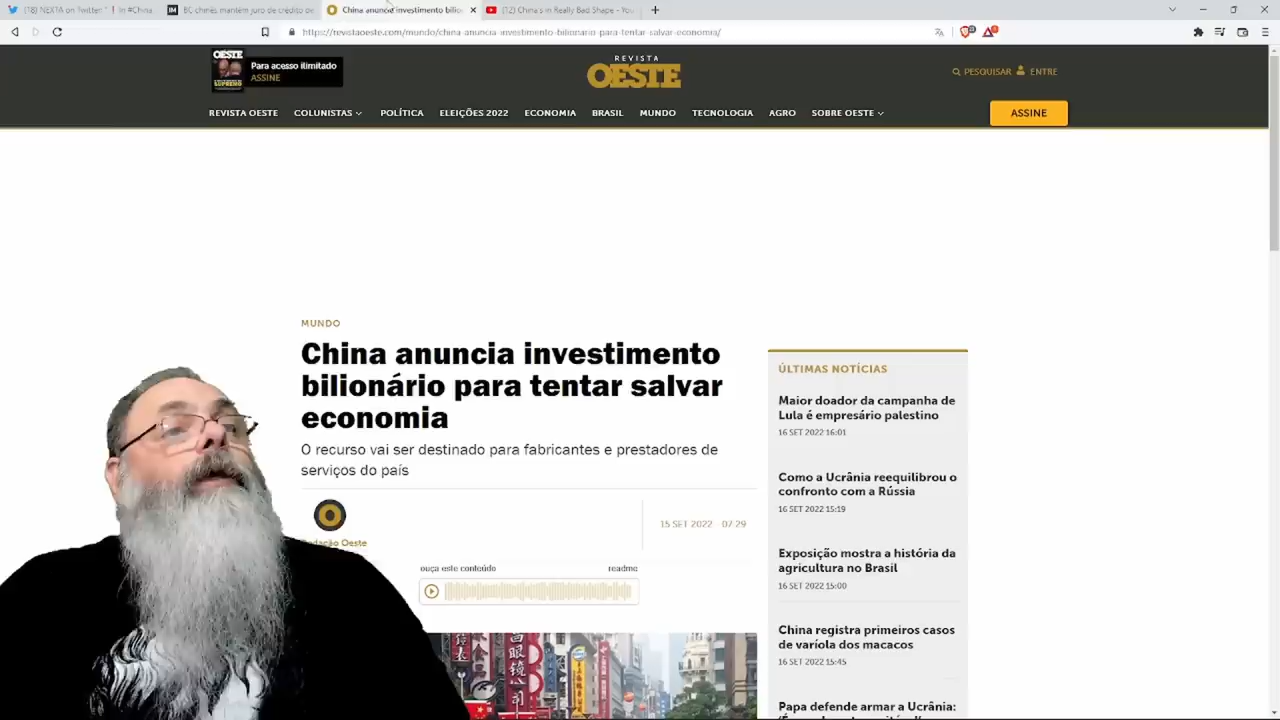 (18) NEXTA on Twitter: " In #China
BC chinês mantém juro de crédito de
China anuncia investimento bilio
(12) China's in Really Bad Shape - You
https://revistaoeste.com/mundo/china-anuncia-investimento-bilionario-para-tentar-salvar-economia/
OESTE
Para acesso ilimitado
ASSINE
REVISTA
OESTE
PESQUISAR
ENTRE
REVISTA OESTE
COLUNISTAS
POLÍTICA
ELEIÇÕES 2022
ECONOMIA
BRASIL
MUNDO
TECNOLOGIA
AGRO
SOBRE OESTE
ASSINE
MUNDO
China anuncia investimento
bilionário para tentar salvar
economia
O recurso vai ser destinado para fabricantes e prestadores de
serviços do país
Redação Oeste
15 SET 2022 - 07:29
ouça este conteúdo
readme
ÚLTIMAS NOTÍCIAS
Maior doador da campanha de
Lula é empresário palestino
16 SET 2022 16:01
Como a Ucrânia reequilibrou o
confronto com a Rússia
16 SET 2022 15:19
Exposição mostra a história da
agricultura no Brasil
16 SET 2022 15:00
China registra primeiros casos
de varíola dos macacos
16 SET 2022 15:45
Papa defende armar a Ucrânia: